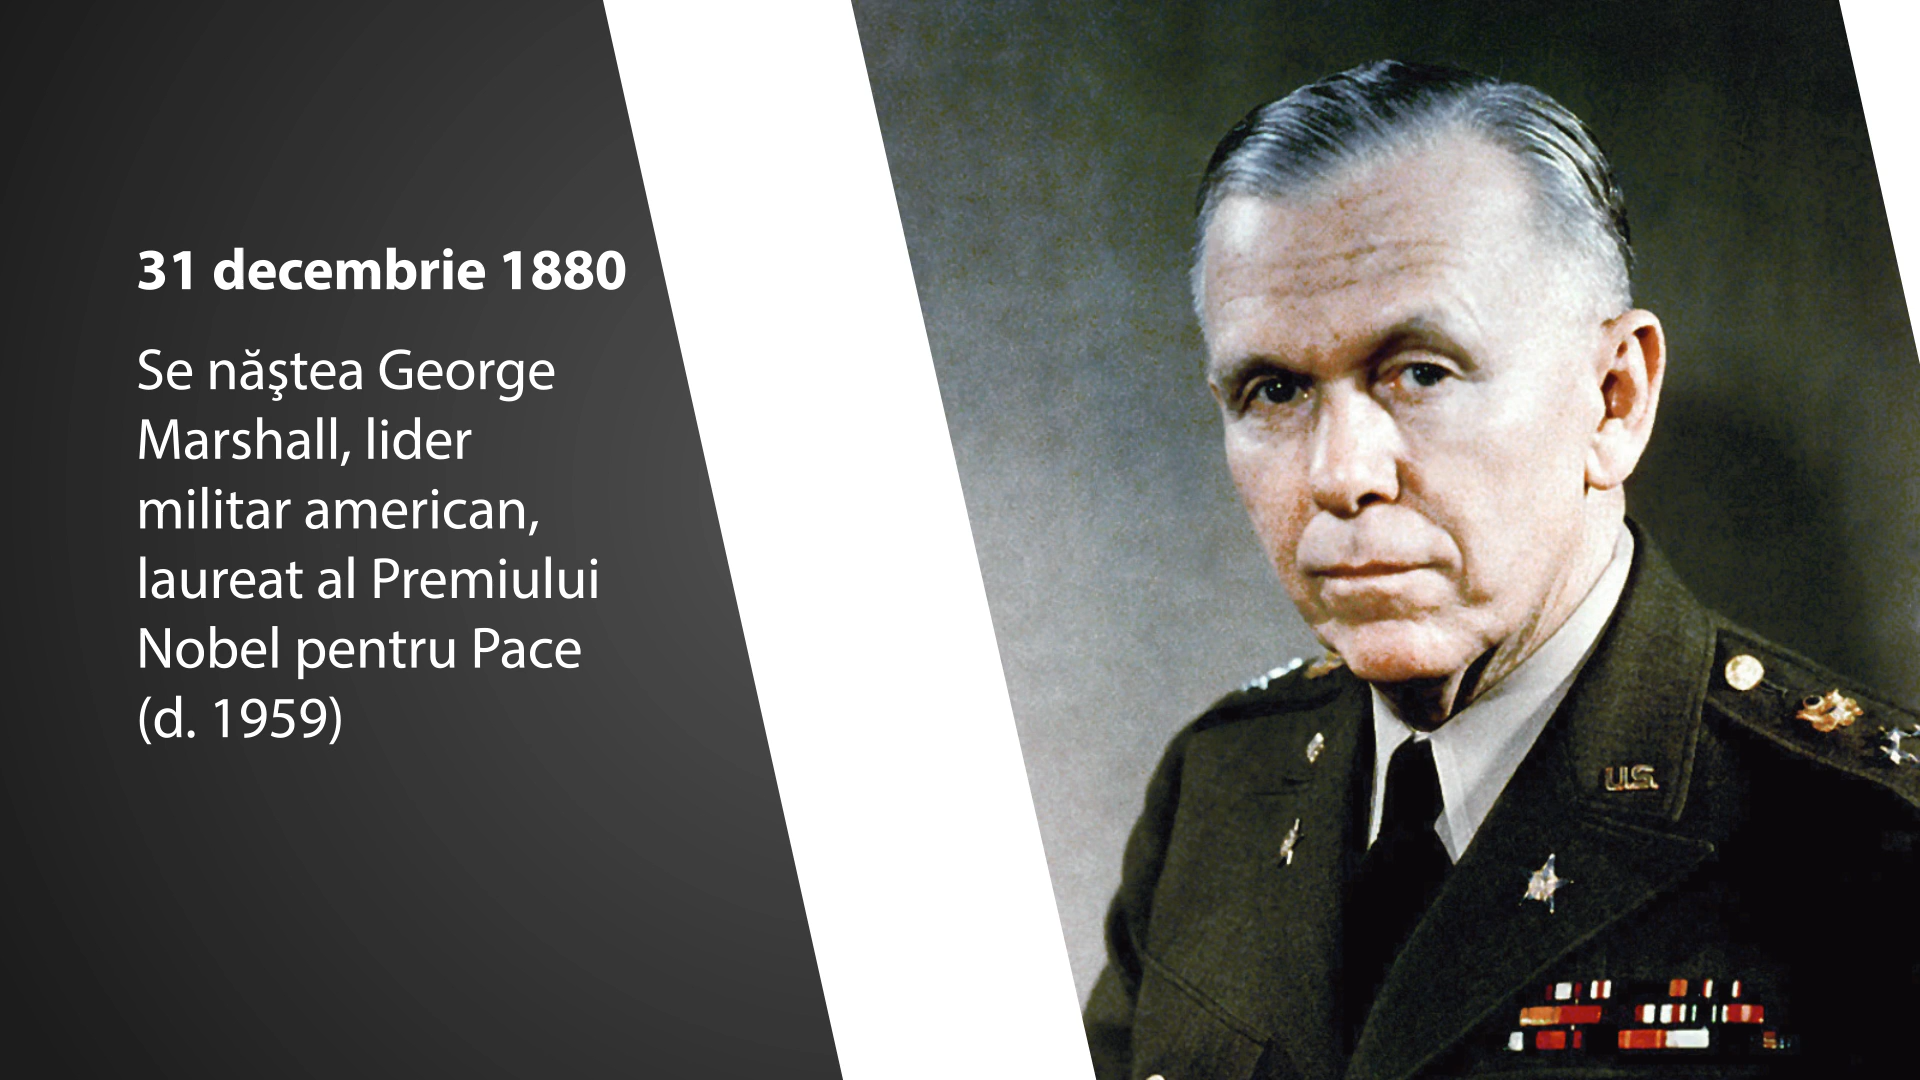 31 decembrie 1880
Se năştea George
Marshall, lider
militar american,
laureat al Premiului
Nobel pentru Pace
(d. 1959)
U.S.